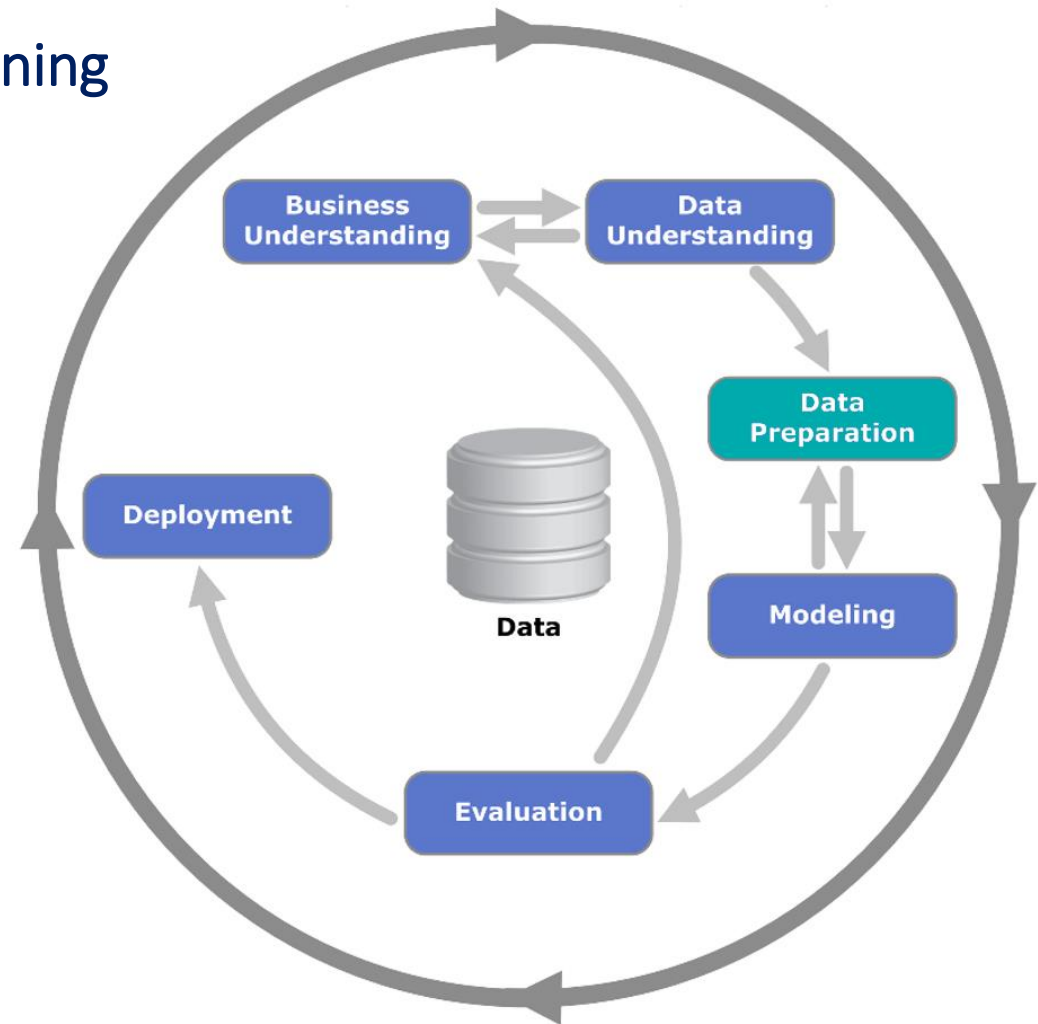 ning
Business
Understanding
Data
Understanding
Data
Preparation
Deployment
Data
Modeling
Evaluation